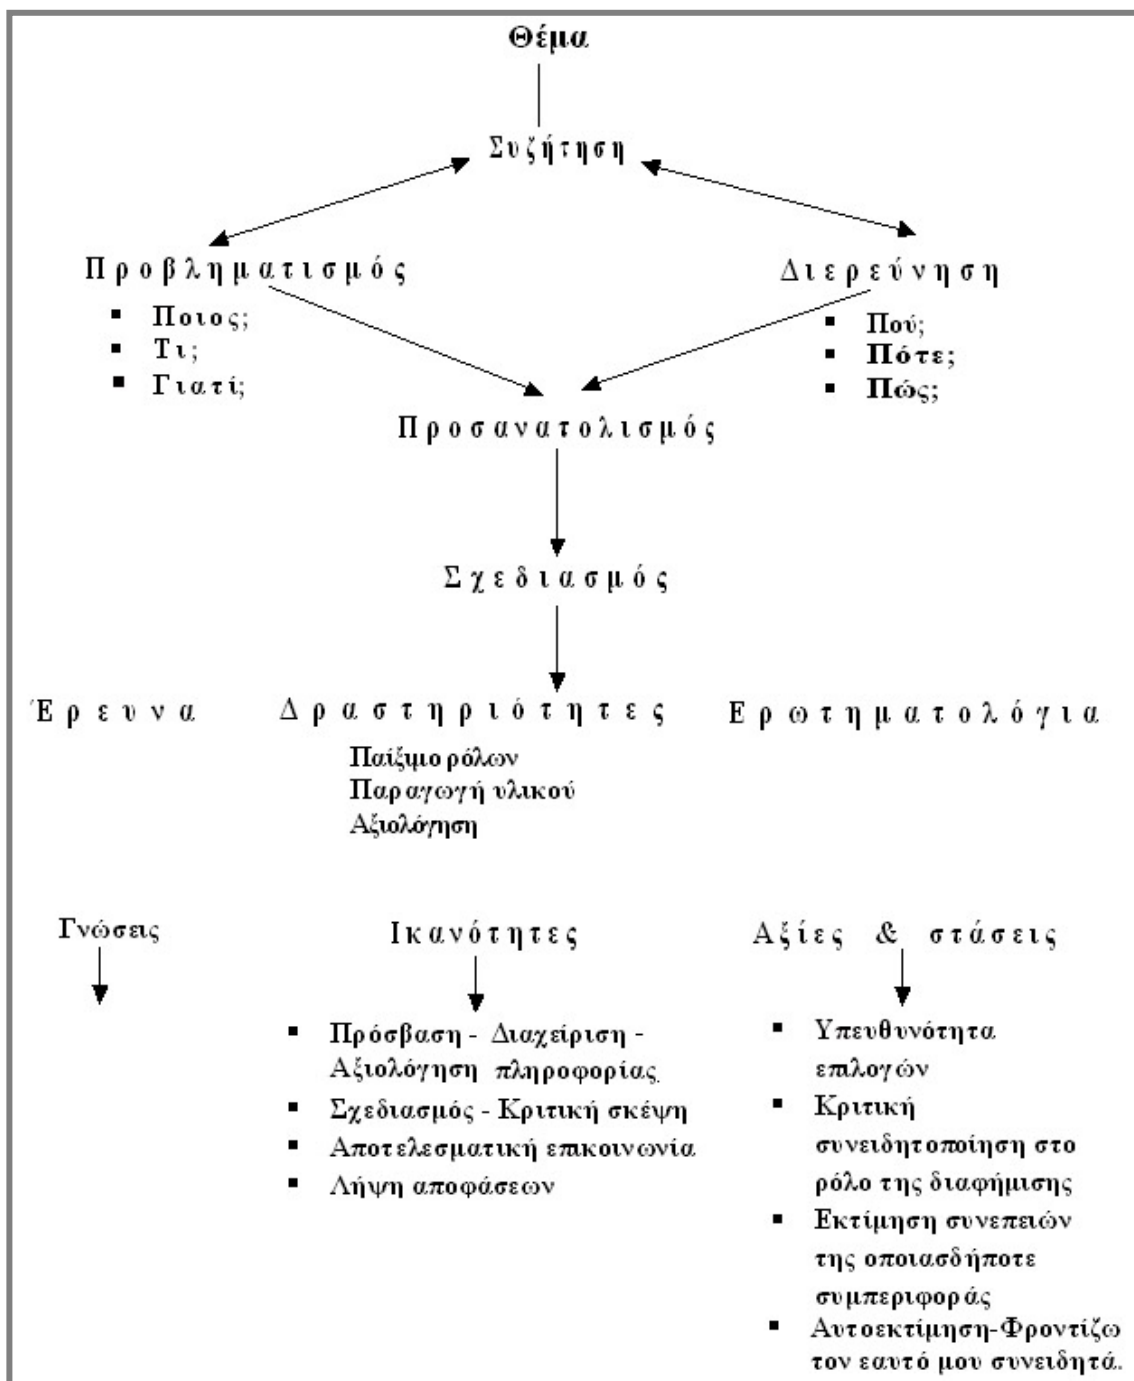 Θέμα
Συζήτηση
Προβληματισμός
▪ Ποιος;
▪ Τι;
▪ Γιατί;
Διερεύνηση
▪ Πού;
▪ Πότε;
▪ Πώς;
Προσανατολισμός
Σχεδιασμός
Έρευνα
Δραστηριότητες
Παίξιμο ρόλων
Παραγωγή υλικού
Αξιολόγηση
Ερωτηματολόγια
Γνώσεις
Ικανότητες
▪ Πρόσβαση - Διαχείριση -
Αξιολόγηση πληροφορίας.
▪ Σχεδιασμός - Κριτική σκέψη
▪ Αποτελεσματική επικοινωνία
▪ Λήψη αποφάσεων
Αξίες & στάσεις
▪ Υπευθυνότητα
επιλογών
▪ Κριτική
συνειδητοποίηση στο
ρόλο της διαφήμισης
▪ Εκτίμηση συνεπειών
της οποιασδήποτε
συμπεριφοράς
▪ Αυτοεκτίμηση-Φροντίζω
τον εαυτό μου συνειδητά.